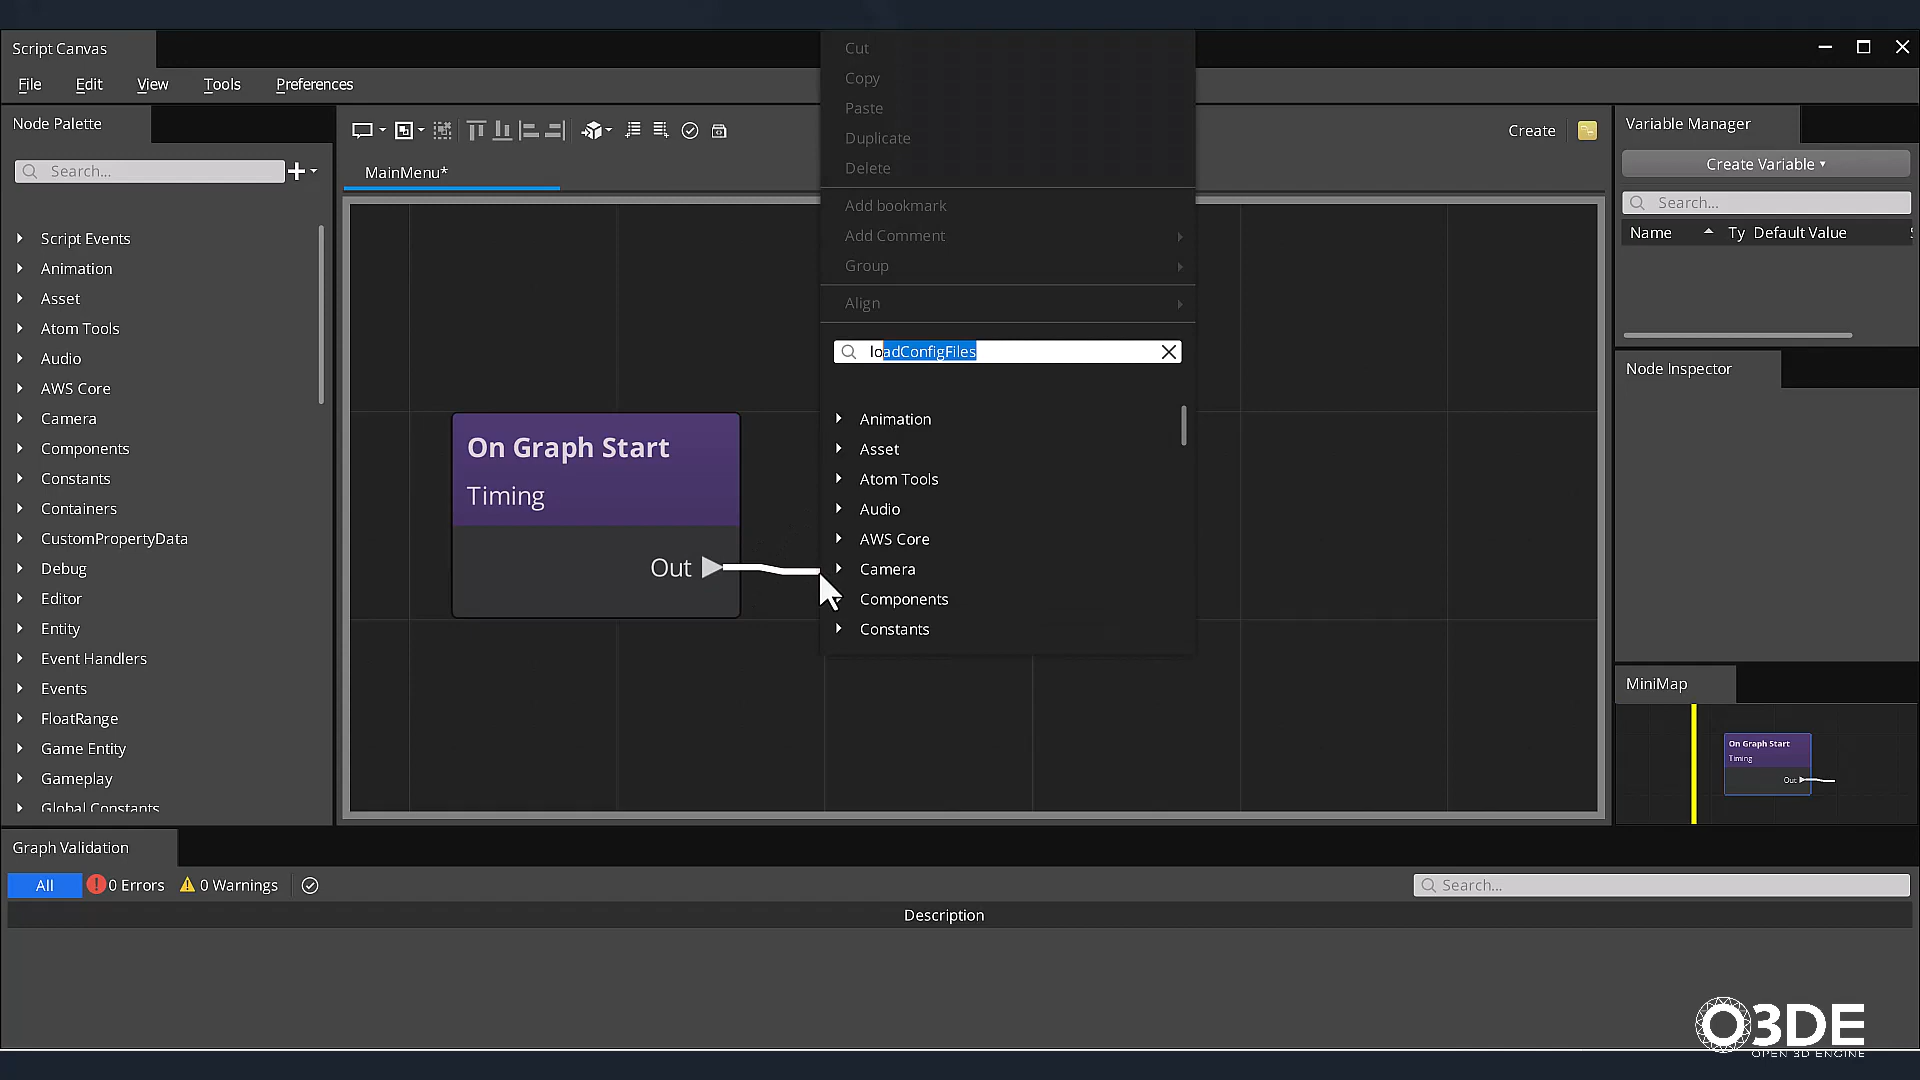 Script Canvas
File Edit View Tools Preferences
Node Palette
Search...
Script Events
Animation
Asset
Atom Tools
Audio
AWS Core
Camera
Components
Constants
Containers
CustomPropertyData
Debug
Editor
Entity
Event Handlers
Events
FloatRange
Game Entity
Gameplay
Global Constants
MainMenu*
Create
On Graph Start
Timing
Out
Cut
Copy
Paste
Duplicate
Delete
Add bookmark
Add Comment
Group
Align
loadConfigFiles
Animation
Asset
Atom Tools
Audio
AWS Core
Camera
Components
Constants
Variable Manager
Create Variable
Search...
Name Ty Default Value
Node Inspector
MiniMap
On Graph Start
Timing
Out
Graph Validation
All 0 Errors 0 Warnings Search...
Description
O3DE
OPEN 3D ENGINE